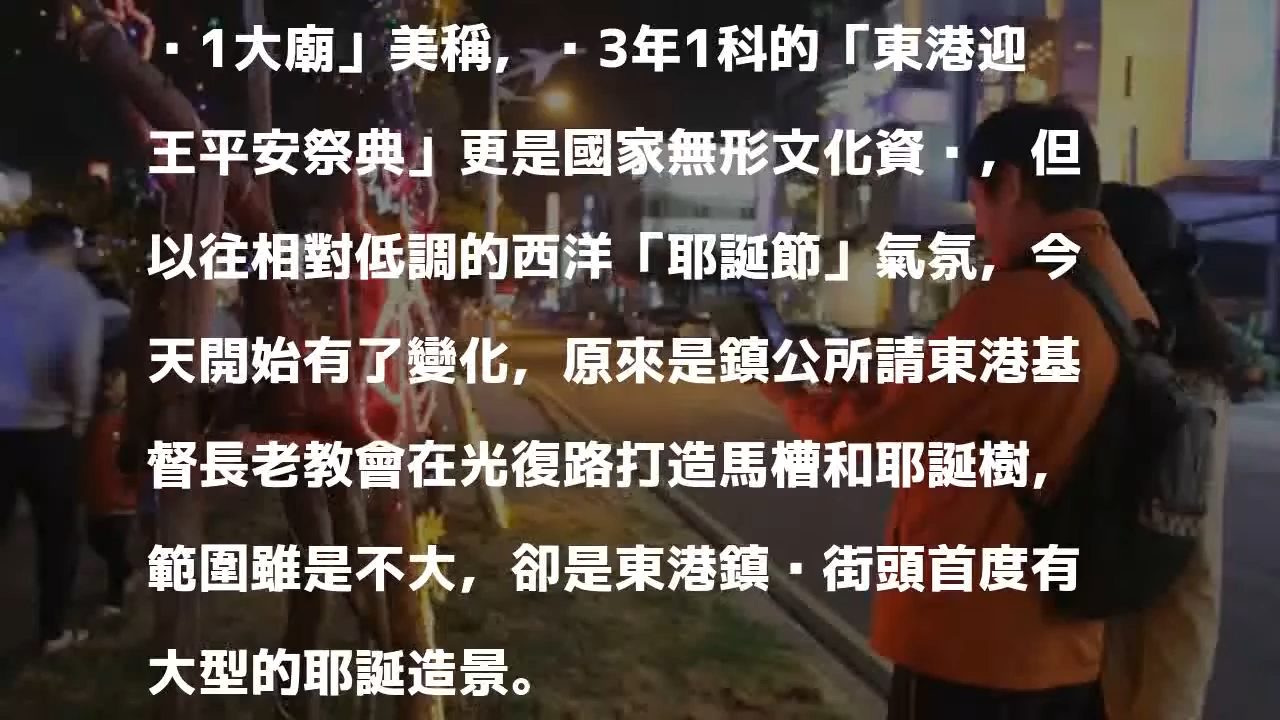 ・1大廟」美稱，・3年1科的「東港迎
王平安祭典」更是國家無形文化資・，但
以往相對低調的西洋「耶誕節」氣氛，今
天開始有了變化，原來是鎮公所請東港基
督長老教會在光復路打造馬槽和耶誕樹，
範圍雖是不大，卻是東港鎮・街頭首度有
大型的耶誕造景。